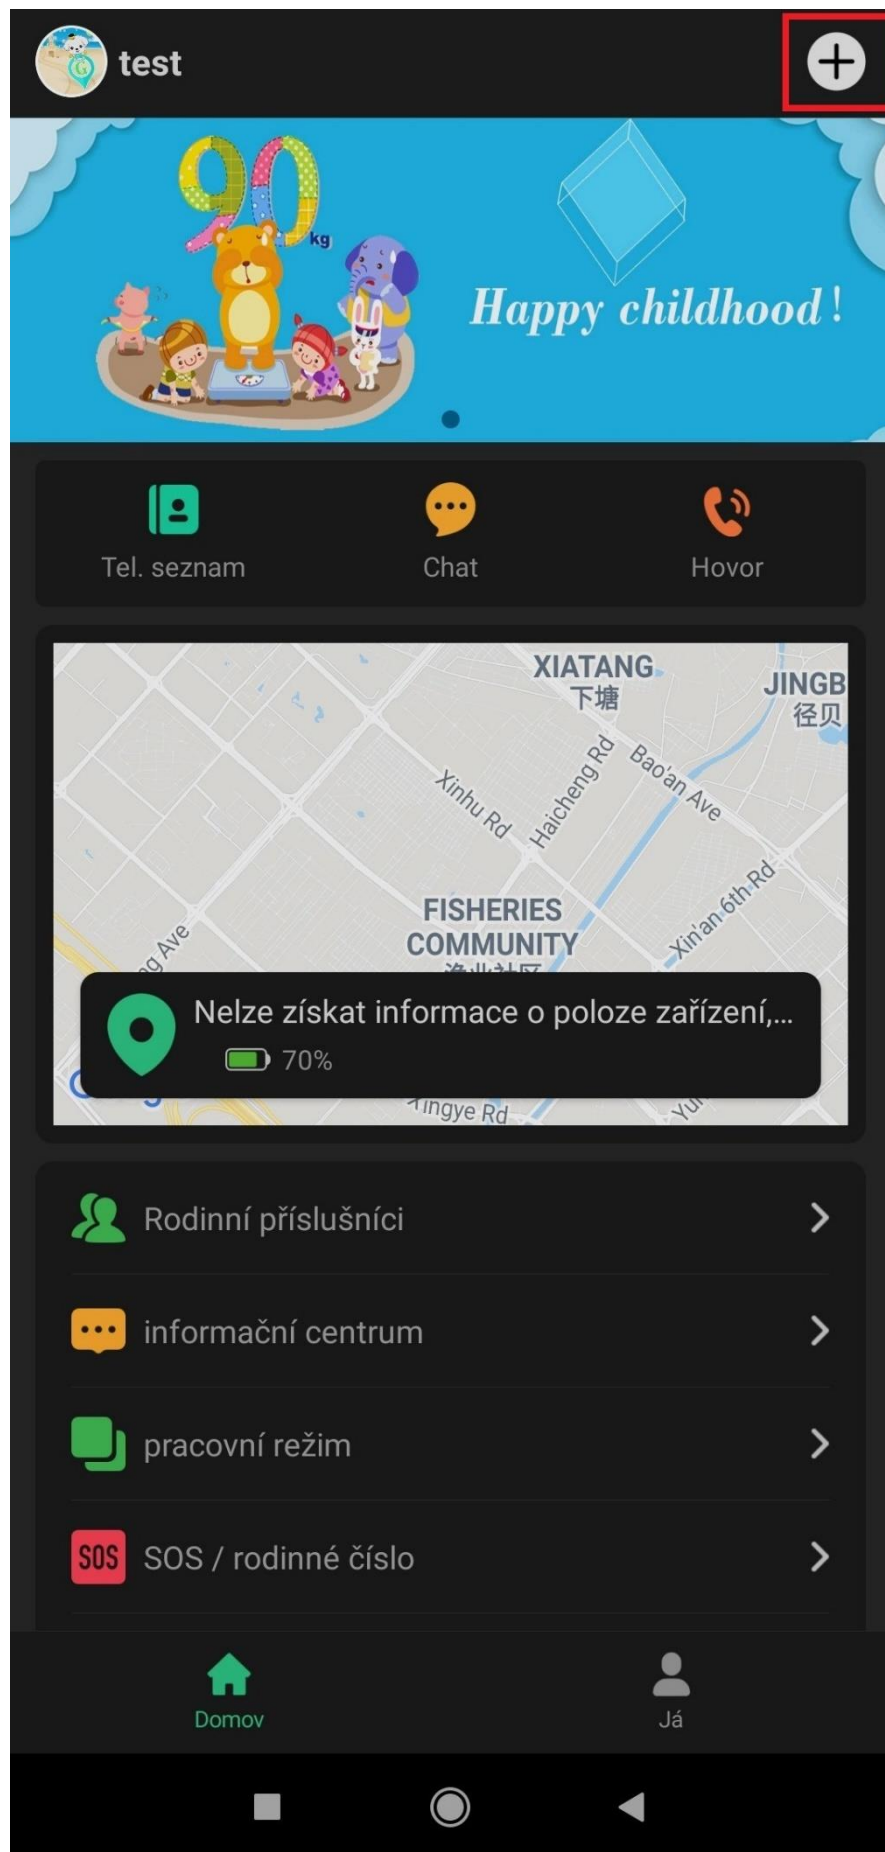 test
90
kg
Happy childhood!
Tel. seznam
Chat
Hovor
XIATANG
下塘
JINGB
径贝
Bao'an Ave
Haicheng Rd
Xinhu Rd
FISHERIES
COMMUNITY
Xin'an 6th Rd
Ave
Nelze získat informace o poloze zařízení,...
70%
Xingye Rd
Rodinní příslušníci
informační centrum
pracovní režim
SOS
SOS / rodinné číslo
Domov
Já